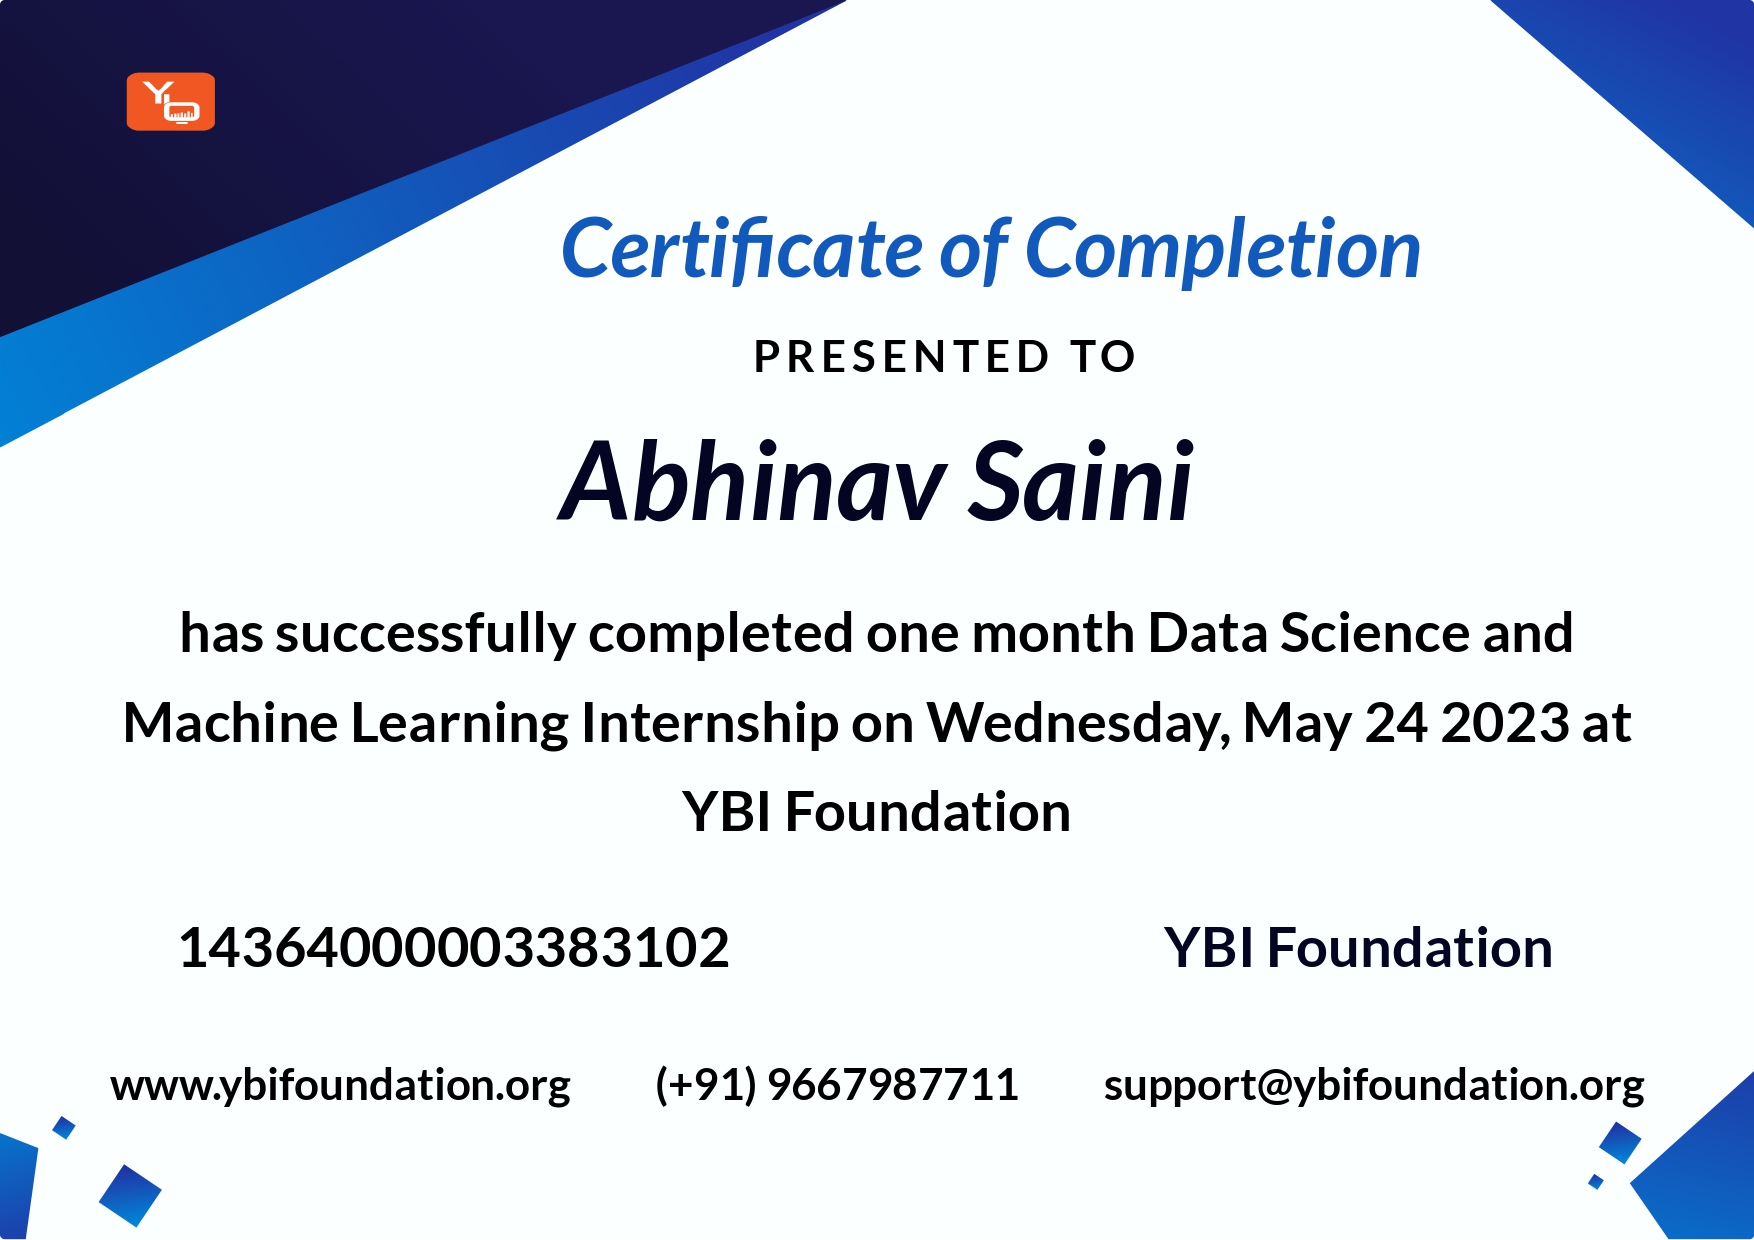 Certificate of Completion
PRESENTED TO
Abhinav Saini
has successfully completed one month Data Science and
Machine Learning Internship on Wednesday, May 24 2023 at
YBI Foundation
14364000003383102 YBI Foundation
www.ybifoundation.org (+91) 9667987711 support@ybifoundation.org